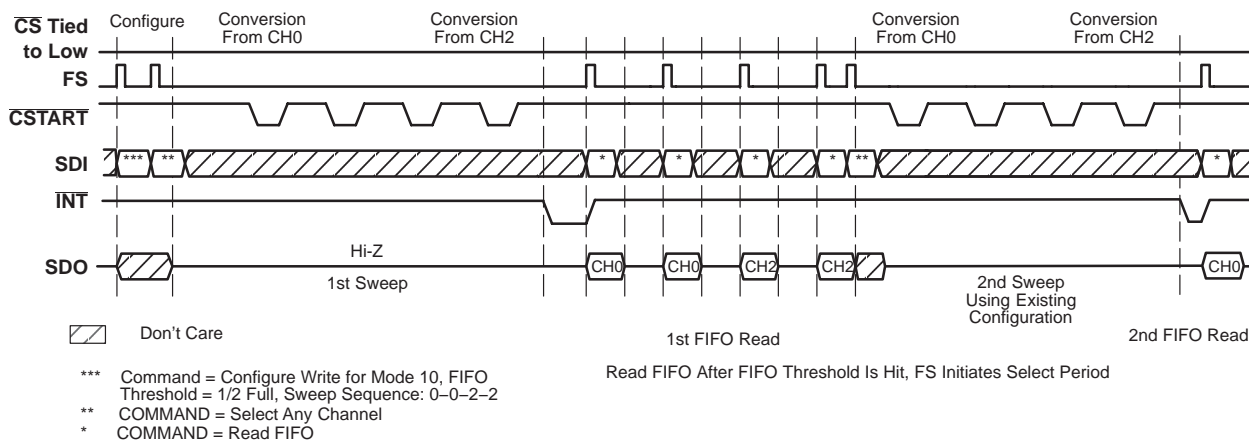 CS Tied
to Low
Configure
Conversion
From CH0
Conversion
From CH2
Conversion
From CH0
Conversion
From CH2
FS
CSTART
SDI
*** ** * * * * ** *
INT
SDO
Hi-Z
1st Sweep
CH0 CH0 CH2 CH2
2nd Sweep
Using Existing
Configuration
CH0
Don't Care
1st FIFO Read
2nd FIFO Read
*** Command = Configure Write for Mode 10, FIFO
Threshold = 1/2 Full, Sweep Sequence: 0–0–2–2
** COMMAND = Select Any Channel
* COMMAND = Read FIFO
Read FIFO After FIFO Threshold Is Hit, FS Initiates Select Period